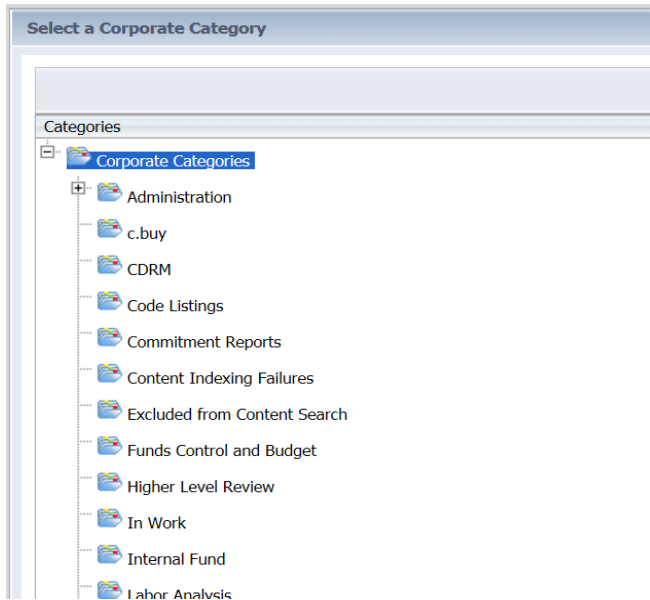 Select a Corporate Category
Categories
Corporate Categories
Administration
c.buy
CDRM
Code Listings
Commitment Reports
Content Indexing Failures
Excluded from Content Search
Funds Control and Budget
Higher Level Review
In Work
Internal Fund
Labor Analysis